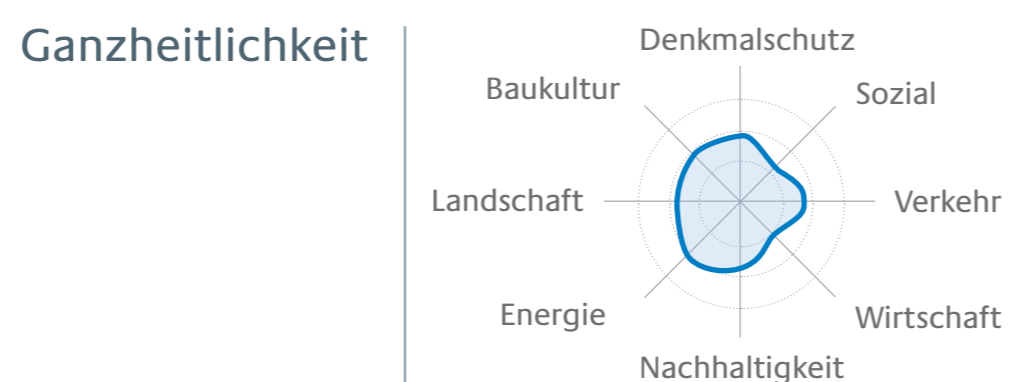 Ganzheitlichkeit
Denkmalschutz
Baukultur
Sozial
Landschaft
Verkehr
Energie
Wirtschaft
Nachhaltigkeit